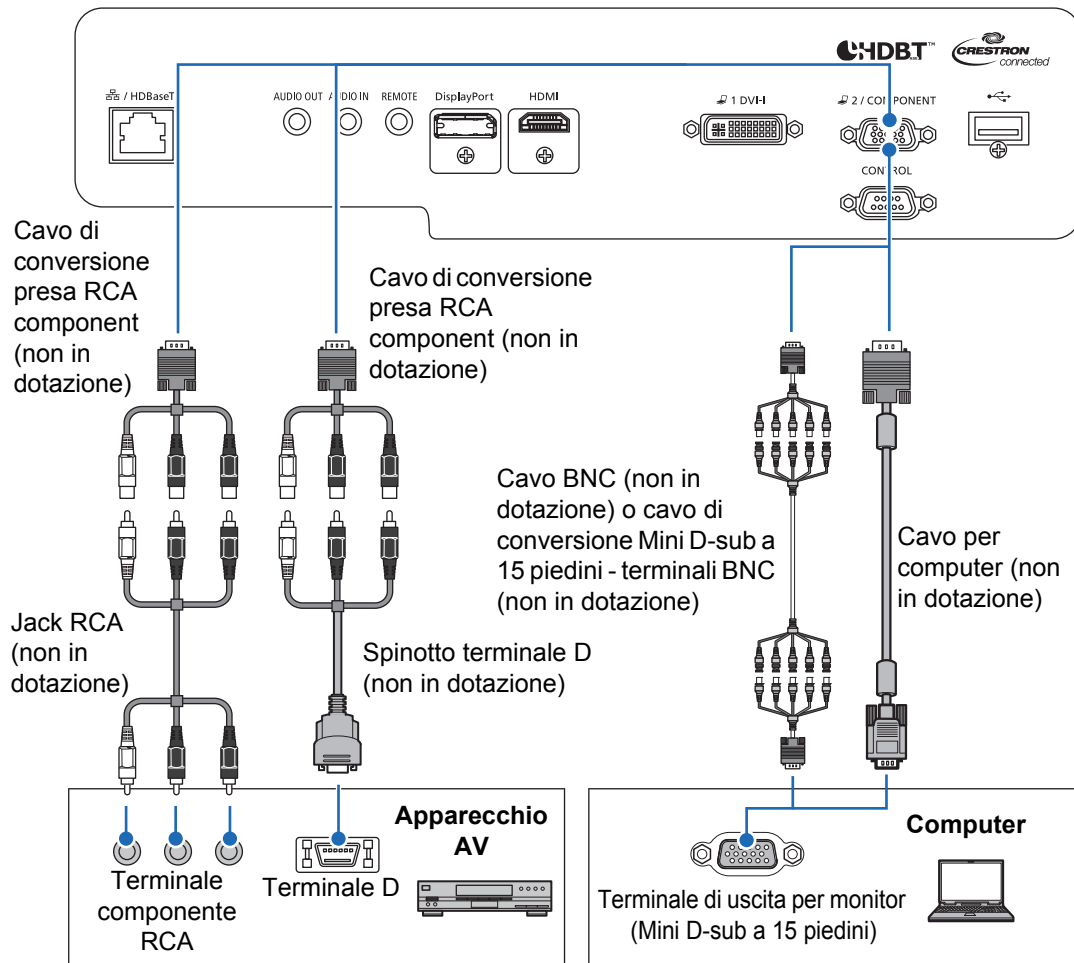 HDBT™
CRESTRON
connected
/ HDBaseT
AUDIO OUT
AUDIO IN
REMOTE
DisplayPort
HDMI
1 DVI-I
2 / COMPONENT
CONTROL
Cavo di
conversione
presa RCA
component
(non in
dotazione)
Cavo di conversione
presa RCA
component (non in
dotazione)
Cavo BNC (non in
dotazione) o cavo di
conversione Mini D-sub a
15 piedini - terminali BNC
(non in dotazione)
Cavo per
computer (non
in dotazione)
Jack RCA
(non in
dotazione)
Spinotto terminale D
(non in dotazione)
Apparecchio
AV
Terminale
componente
RCA
Terminale D
Computer
Terminale di uscita per monitor
(Mini D-sub a 15 piedini)